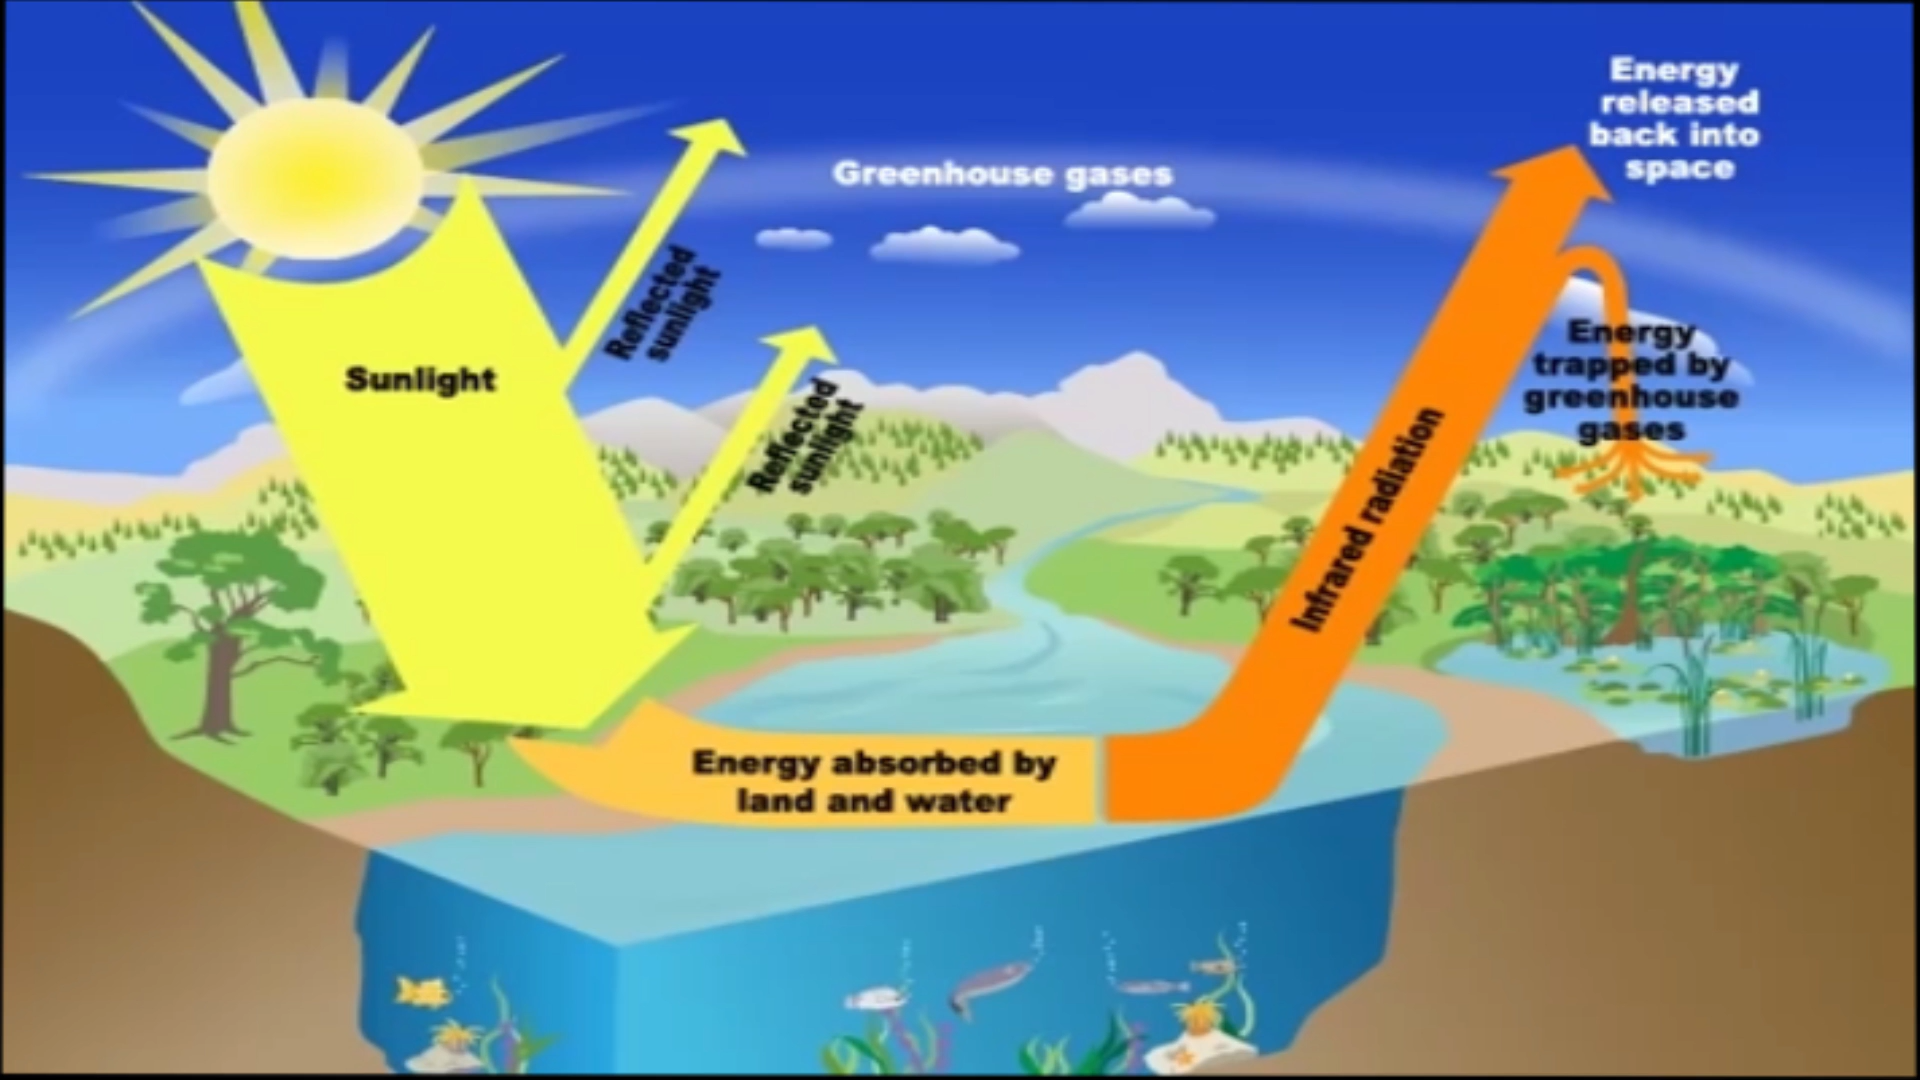 Energy
released
back into
space
Greenhouse gases
Reflected
sunlight
Sunlight
Reflected
sunlight
Energy
trapped by
greenhouse
gases
Infrared radiation
Energy absorbed by
land and water